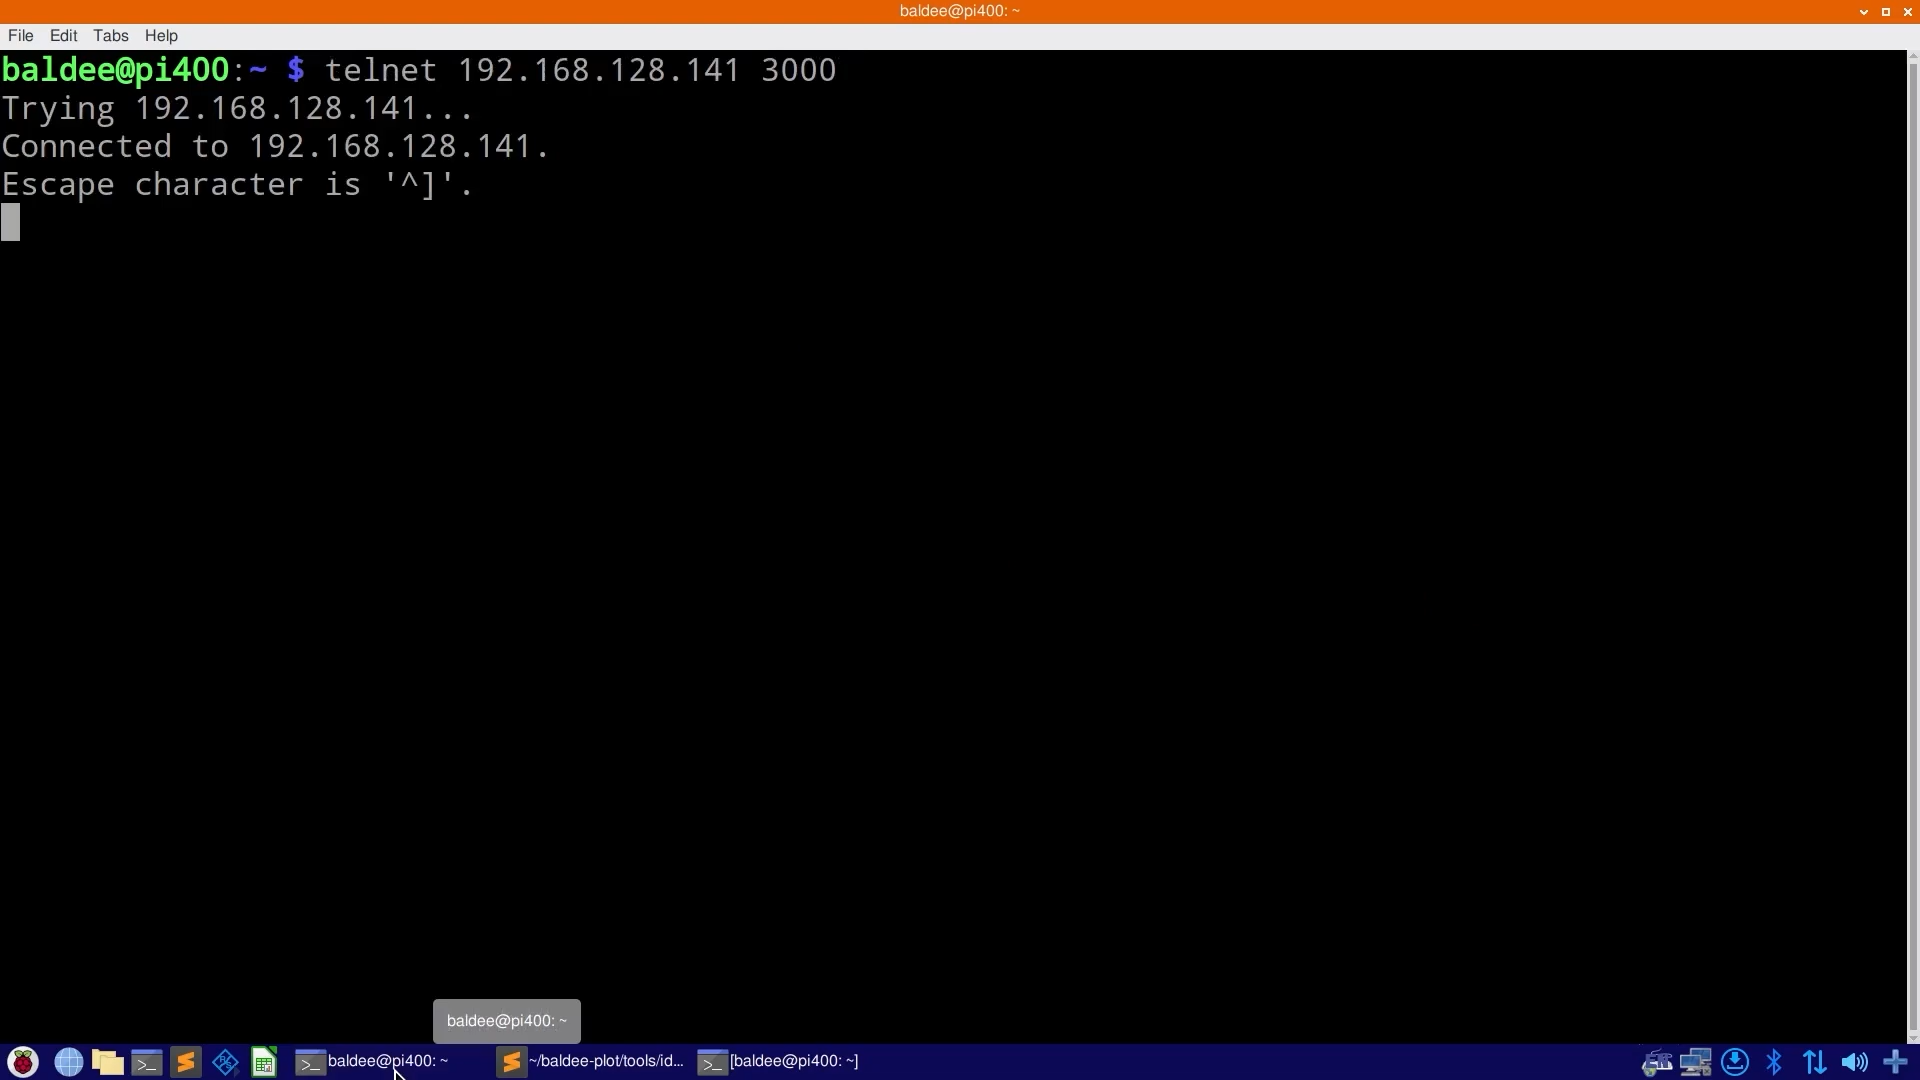 baldee@pi400: ~
File Edit Tabs Help
baldee@pi400:~ $ telnet 192.168.128.141 3000
Trying 192.168.128.141...
Connected to 192.168.128.141.
Escape character is '^]'.
baldee@pi400: ~
baldee@pi400: ~ ~/baldee-plot/tools/id... [baldee@pi400: ~]